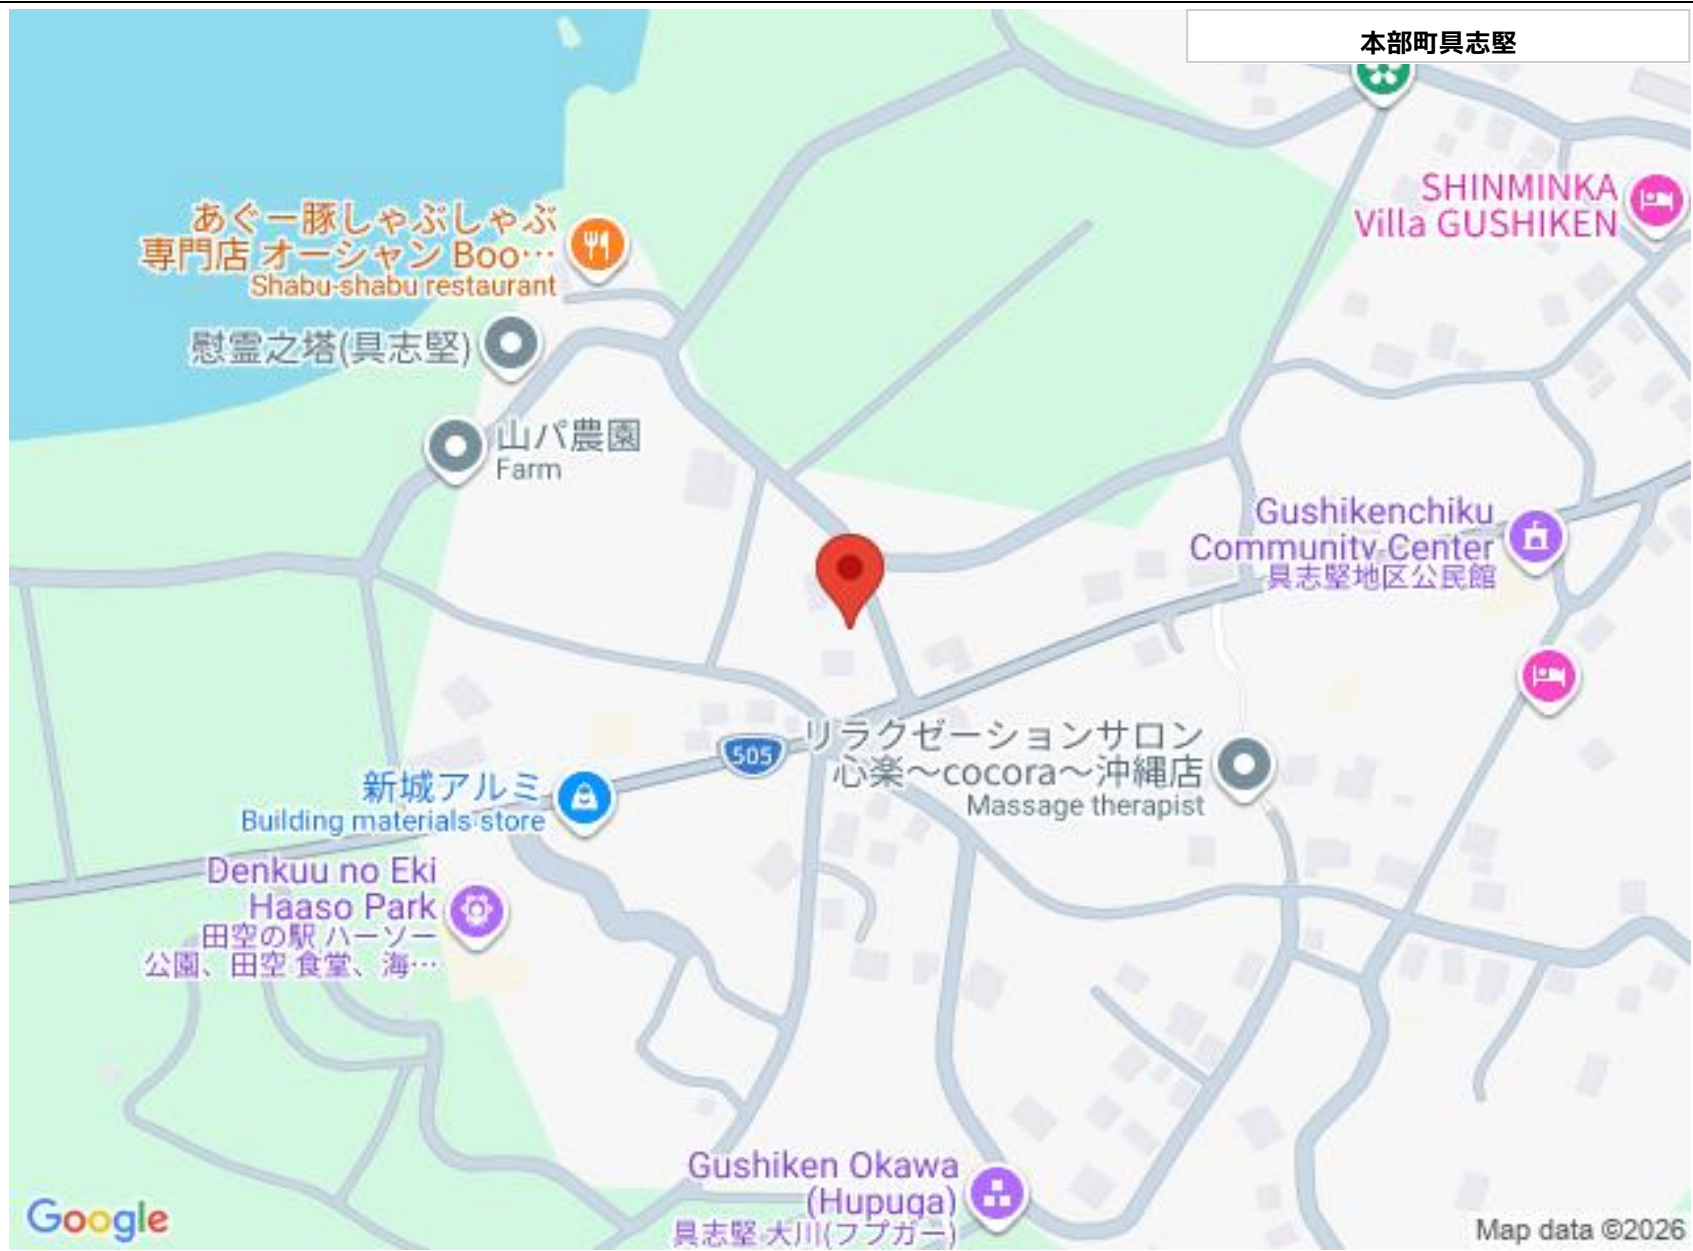 本部町具志堅
SHINMINKA
Villa GUSHIKEN
あぐー豚しゃぶしゃぶ
専門店 オーシャン Boo…
Shabu-shabu restaurant
慰霊之塔(具志堅)
山パ農園
Farm
Gushikenchiku
Community Center
具志堅地区公民館
リラクゼーションサロン
心楽～cocora～沖縄店
Massage therapist
505
新城アルミ
Building materials store
Denkuu no Eki
Haaso Park
田空の駅 ハーソー
公園、田空 食堂、海…
Gushiken Okawa
(Hupuga)
具志堅 大川(フプガー)
Google
Map data ©2026